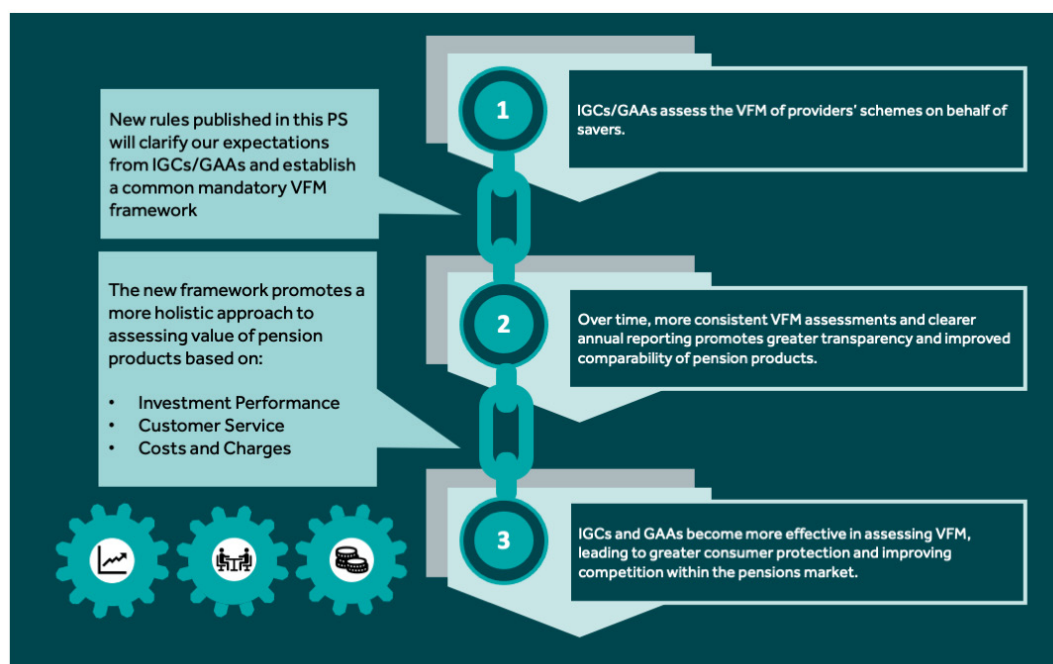 New rules published in this PS
will clarify our expectations
from IGCs/GAAs and establish
a common mandatory VFM
framework
1
IGCs/GAAs assess the VFM of providers' schemes on behalf of
savers.
The new framework promotes a
more holistic approach to
assessing value of pension
products based on:
• Investment Performance
• Customer Service
• Costs and Charges
2
Over time, more consistent VFM assessments and clearer
annual reporting promotes greater transparency and improved
comparability of pension products.
3
IGCs and GAAs become more effective in assessing VFM,
leading to greater consumer protection and improving
competition within the pensions market.